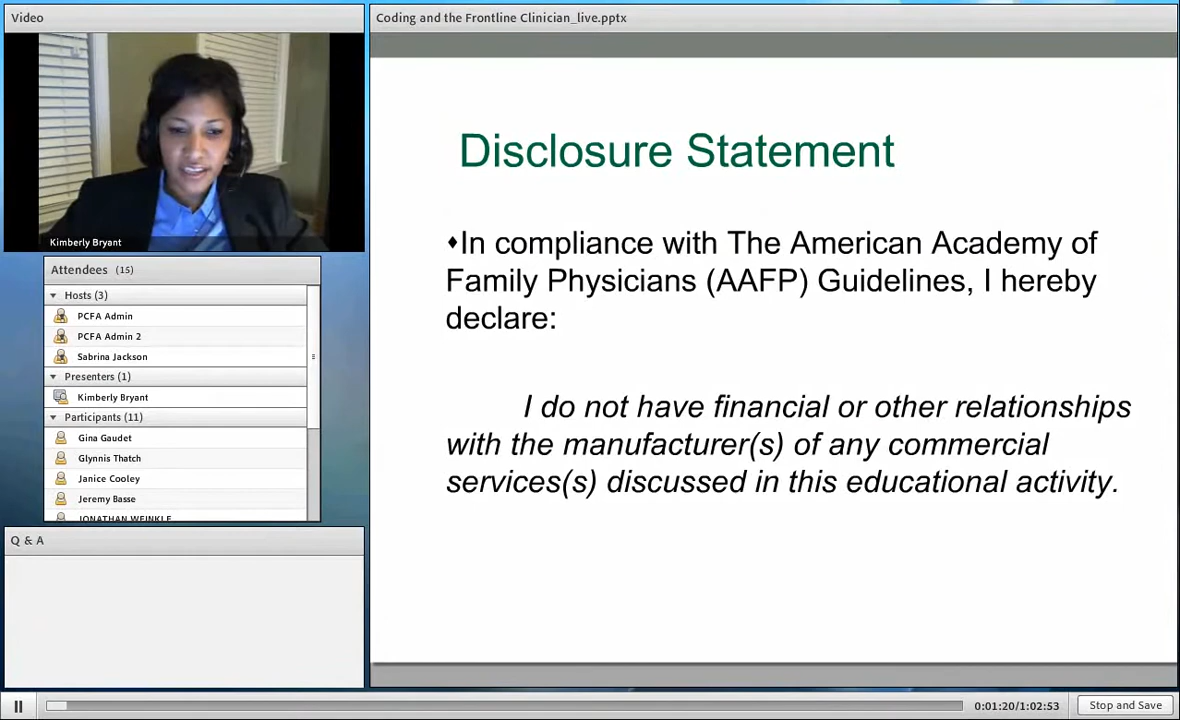 Video
Kimberly Bryant
Attendees (15)
Hosts (3)
PCFA Admin
PCFA Admin 2
Sabrina Jackson
Presenters (1)
Kimberly Bryant
Participants (11)
Gina Gaudet
Glynnis Thatch
Janice Cooley
Jeremy Basse
JONATHAN WEINKLE
Q & A
Coding and the Frontline Clinician_live.pptx
Disclosure Statement
In compliance with The American Academy of
Family Physicians (AAFP) Guidelines, I hereby
declare:
I do not have financial or other relationships
with the manufacturer(s) of any commercial
services(s) discussed in this educational activity.
0:01:20/1:02:53
Stop and Save